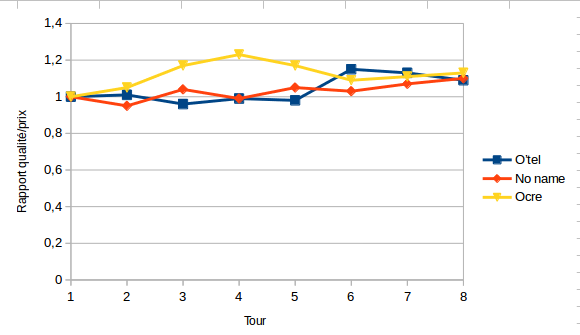 1,4
1,2
1
0,8
0,6
0,4
0,2
0
Rapport qualité/prix
1 2 3 4 5 6 7 8
Tour
O'tel
No name
Ocre